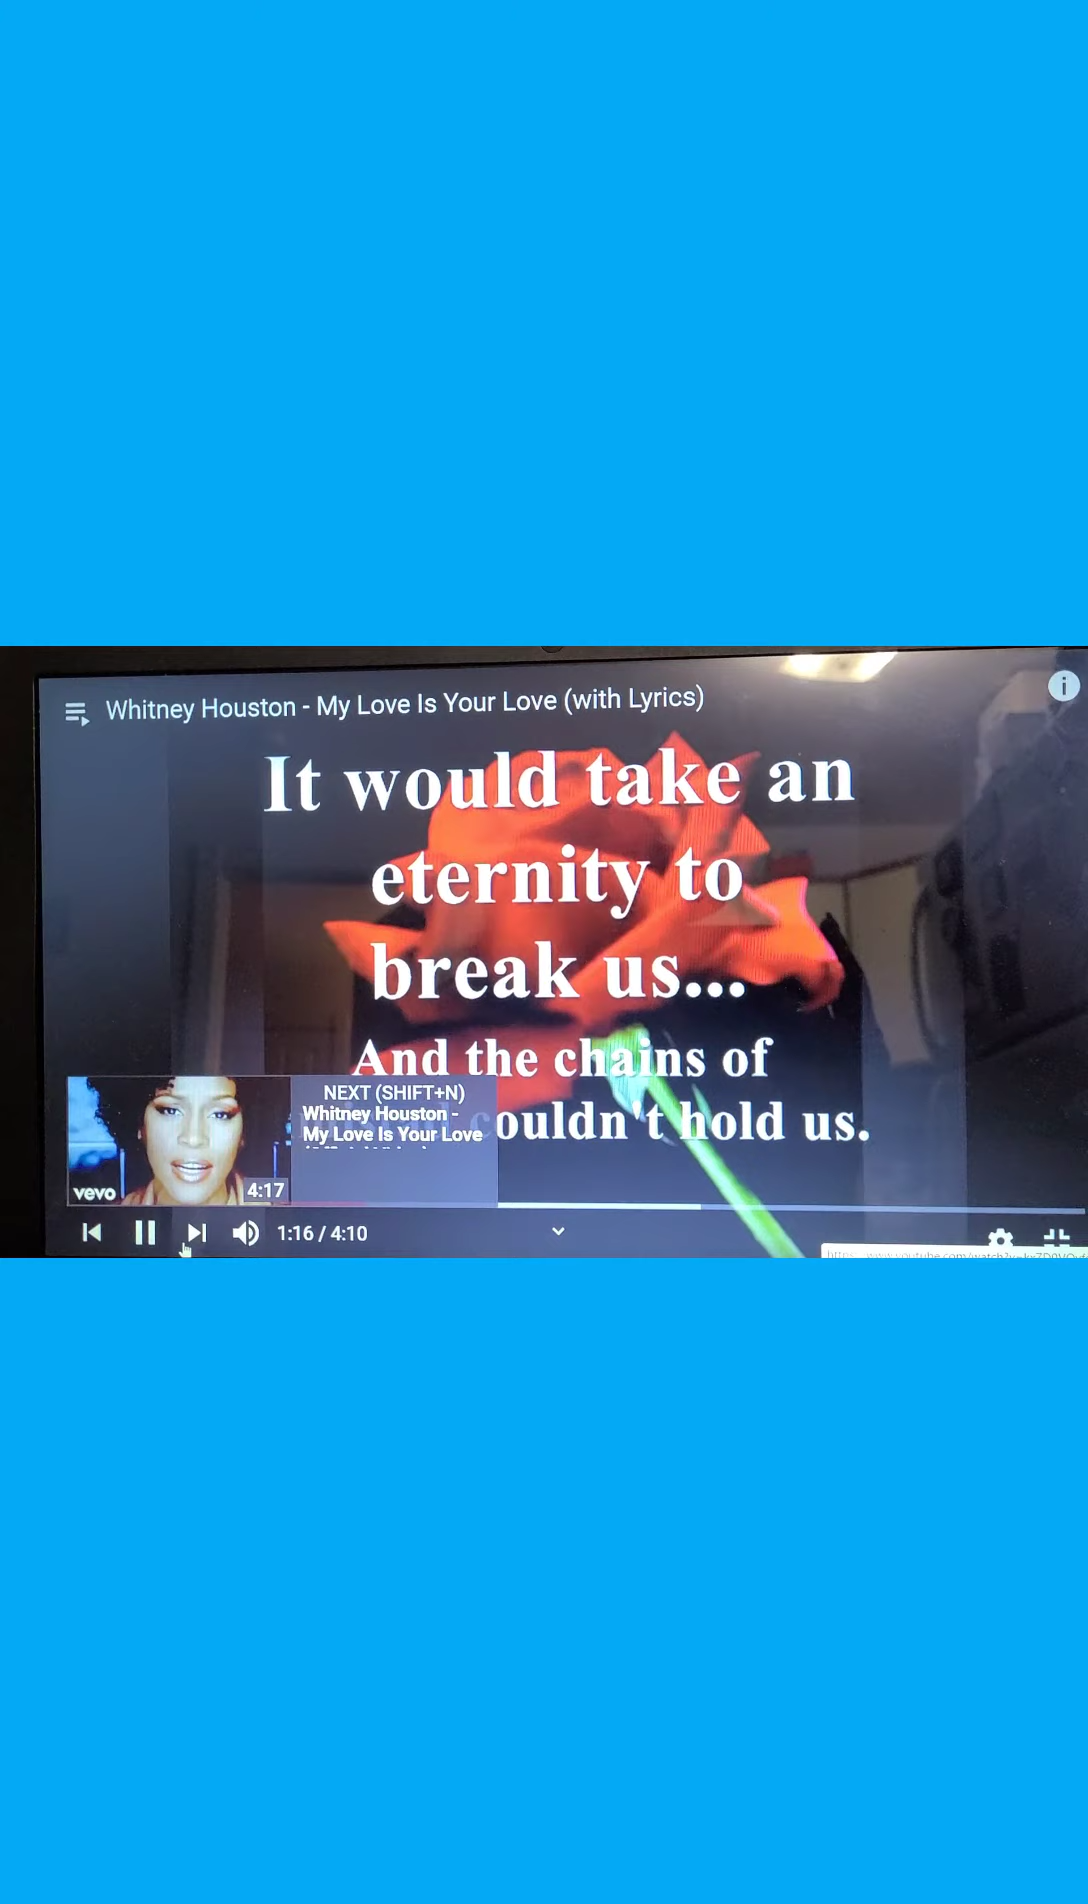 Whitney Houston - My Love Is Your Love (with Lyrics)
i
It would take an
eternity to
break us...
And the chains of
couldn't hold us.
NEXT (SHIFT+N)
Whitney Houston -
My Love Is Your Love
vevo
4:17
1:16 / 4:10